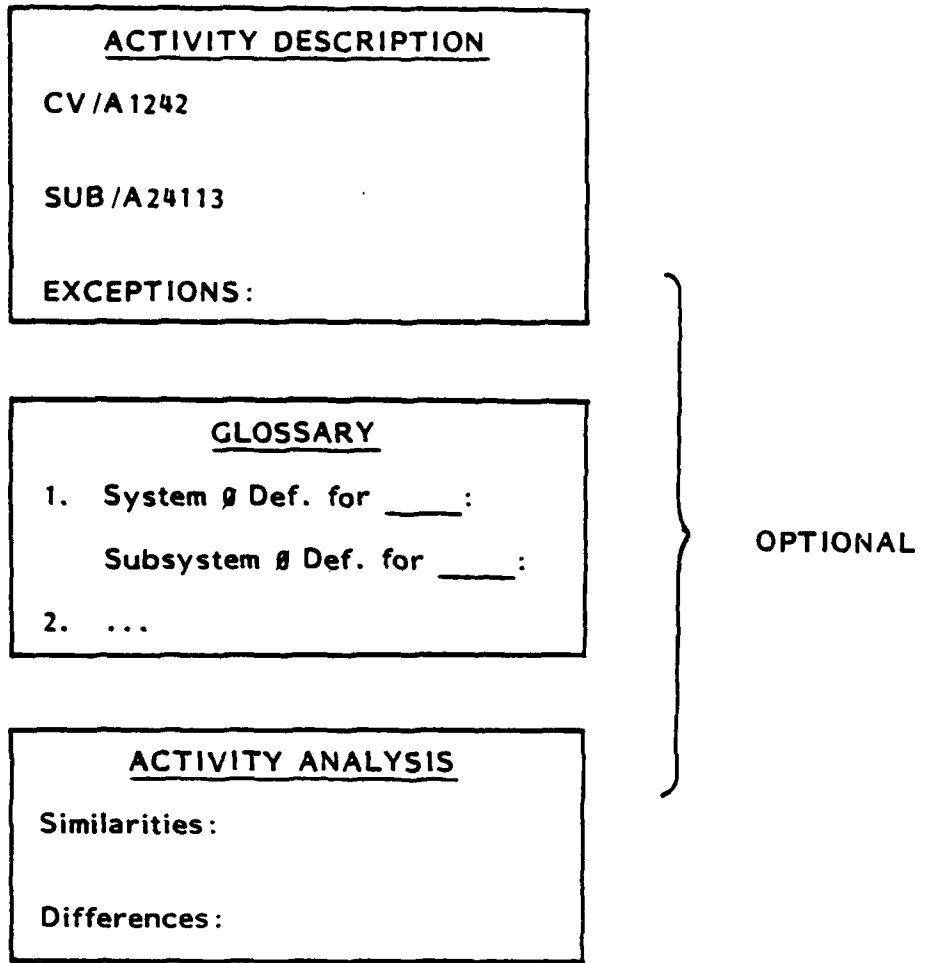 ACTIVITY DESCRIPTION
CV/A1242
SUB/A24113
EXCEPTIONS:
GLOSSARY
1. System Ø Def. for ____:
Subsystem Ø Def. for ____:
2. ...
OPTIONAL
ACTIVITY ANALYSIS
Similarities:
Differences: